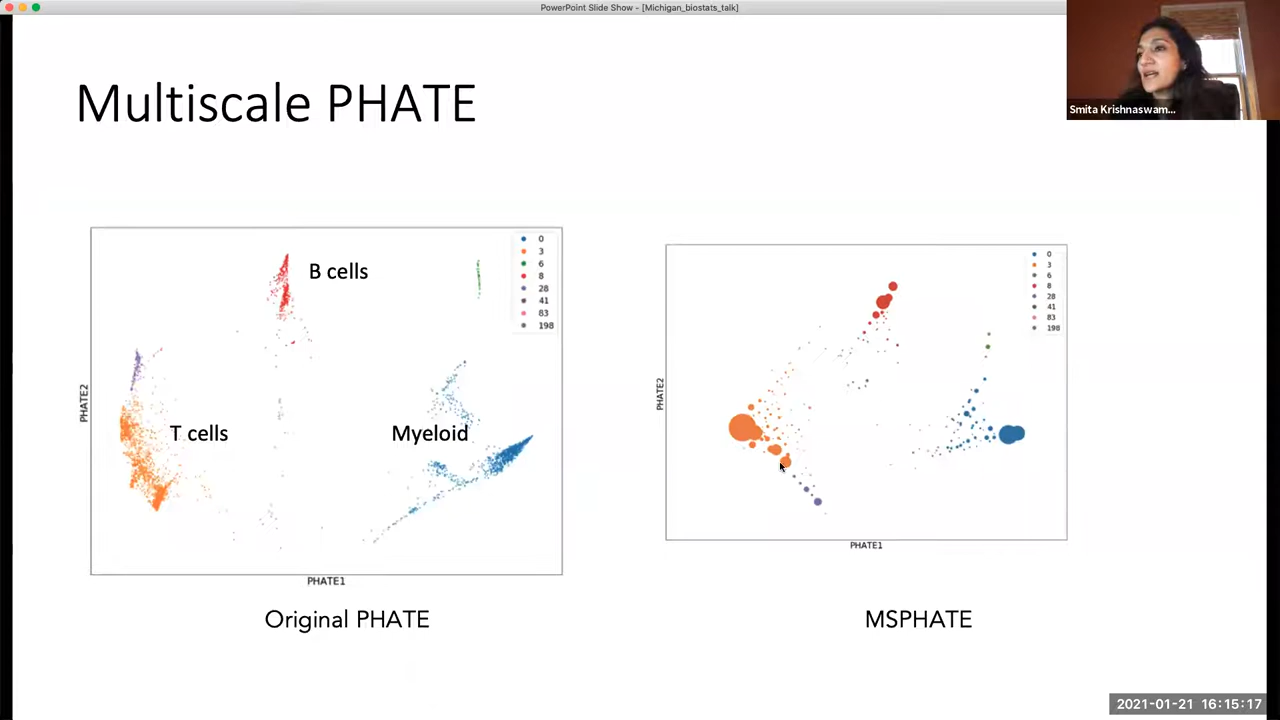 PowerPoint Slide Show - [Michigan_biostats_talk]
Smita Krishnaswam...
Multiscale PHATE
0
3
6
8
28
41
83
198
B cells
T cells
Myeloid
PHATE2
PHATE1
Original PHATE
0
3
6
8
28
41
83
198
PHATE2
PHATE1
MSPHATE
2021-01-21 16:15:17